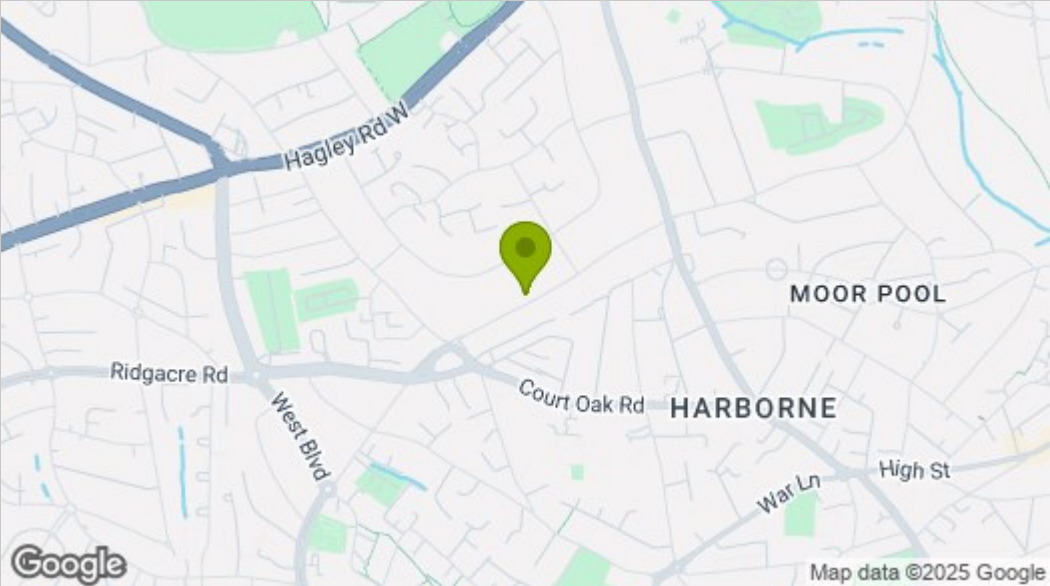 Hagley Rd W
MOOR POOL
Ridgacre Rd
West Blvd
Court Oak Rd
HARBORNE
High St
War Ln
Google
Map data ©2025 Google